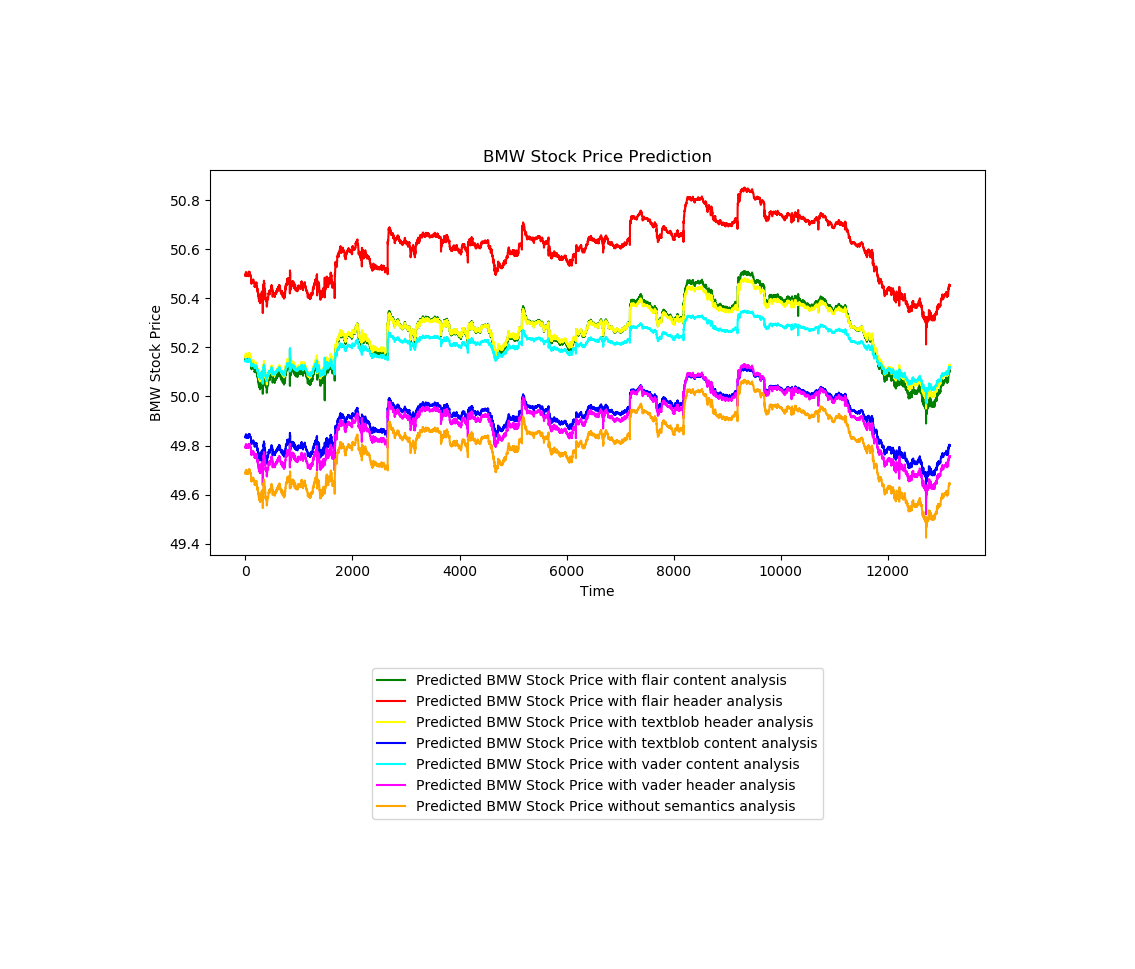 BMW Stock Price Prediction
50.8
50.6
50.4
50.2
50.0
49.8
49.6
49.4
BMW Stock Price
0 2000 4000 6000 8000 10000 12000
Time
Predicted BMW Stock Price with flair content analysis
Predicted BMW Stock Price with flair header analysis
Predicted BMW Stock Price with textblob header analysis
Predicted BMW Stock Price with textblob content analysis
Predicted BMW Stock Price with vader content analysis
Predicted BMW Stock Price with vader header analysis
Predicted BMW Stock Price without semantics analysis